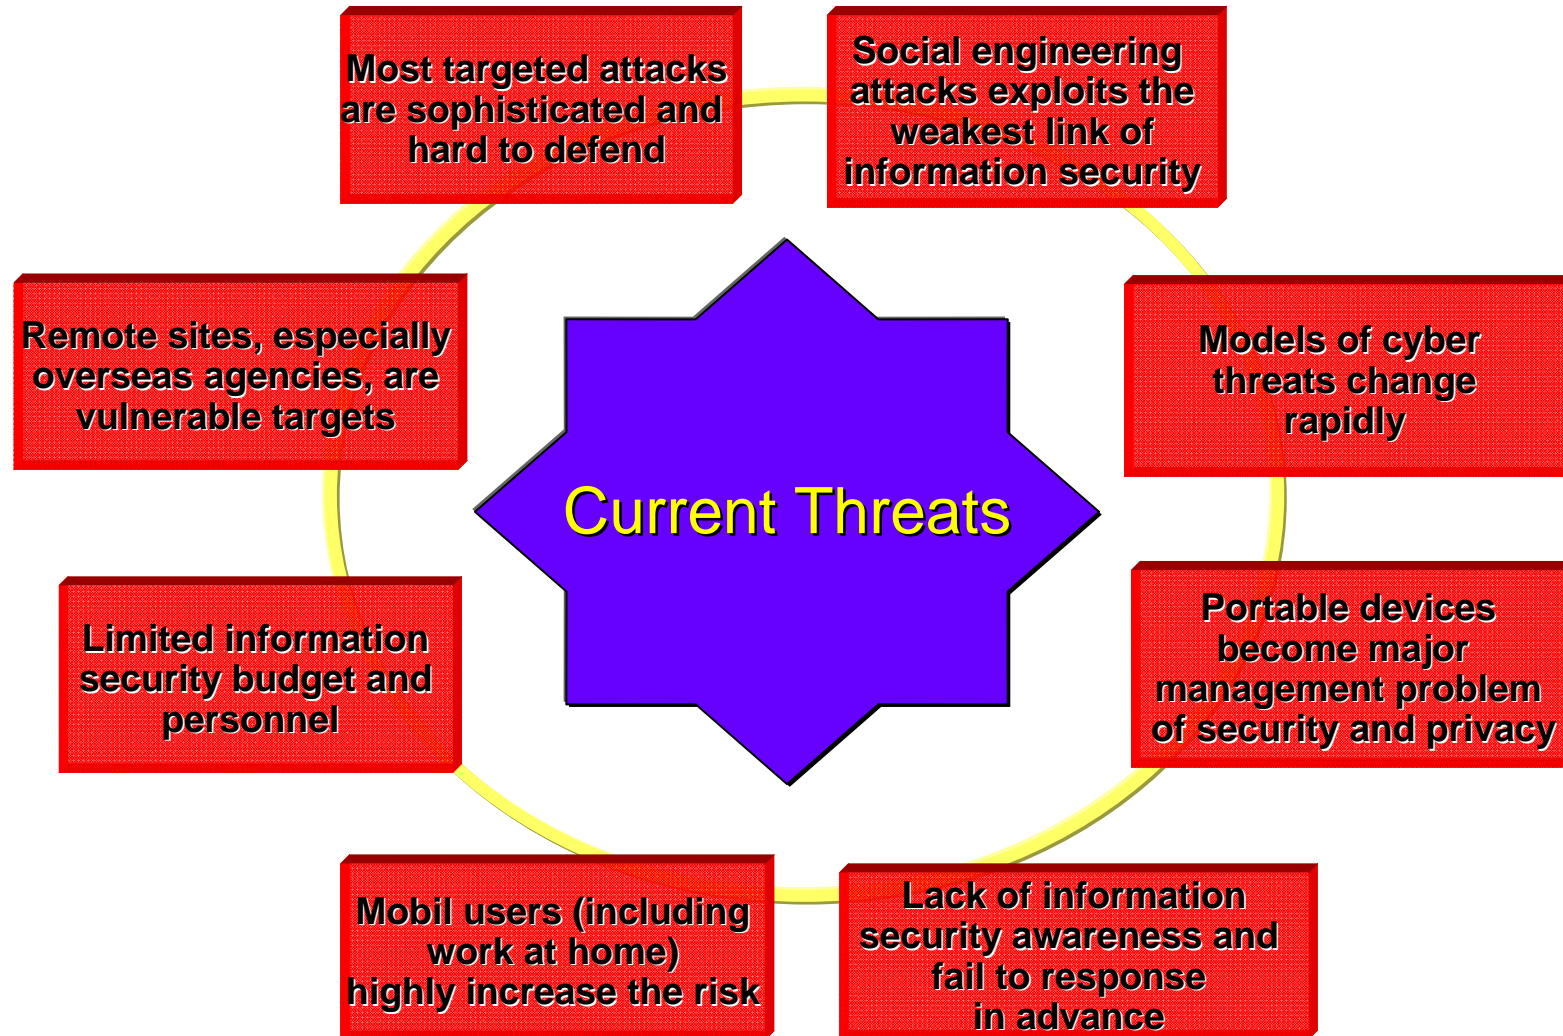 Most targeted attacks
are sophisticated and
hard to defend
Social engineering
attacks exploits the
weakest link of
information security
Remote sites, especially
overseas agencies, are
vulnerable targets
Models of cyber
threats change
rapidly
Current Threats
Limited information
security budget and
personnel
Portable devices
become major
management problem
of security and privacy
Mobil users (including
work at home)
highly increase the risk
Lack of information
security awareness and
fail to response
in advance